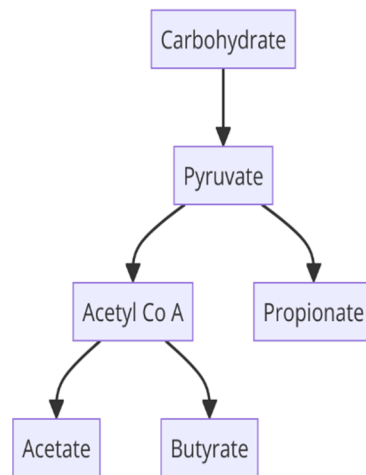 Carbohydrate
Pyruvate
Acetyl Co A
Propionate
Acetate
Butyrate